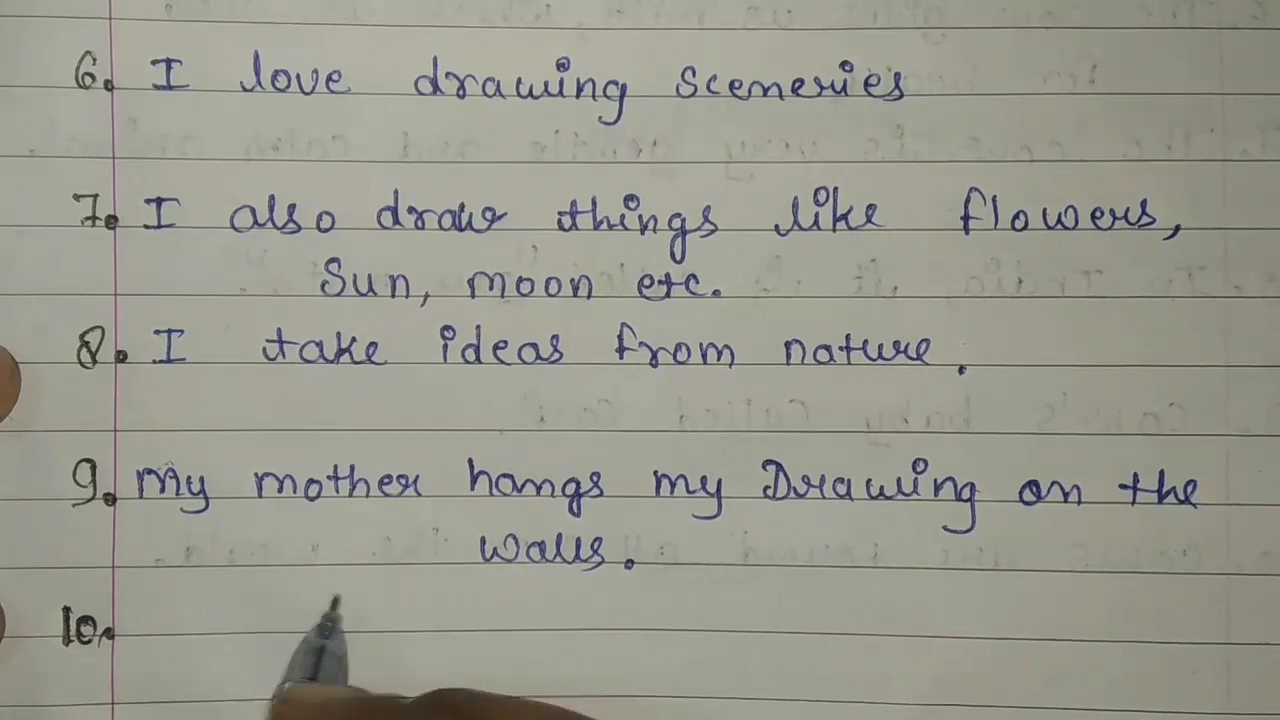 6. I love drawing sceneries
7. I also draw things like flowers,
Sun, moon etc.
8. I take ideas from nature.
9. my mother hangs my Drawing on the
walls.
10.